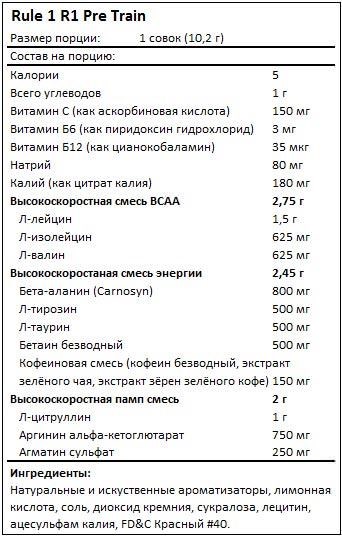 Rule 1 R1 Pre Train
Размер порции: 1 совок (10,2 г)
Состав на порцию:
Калории 5
Всего углеводов 1 г
Витамин C (как аскорбиновая кислота) 150 мг
Витамин Б6 (как пиридоксин гидрохлорид) 3 мг
Витамин Б12 (как цианокобаламин) 35 мкг
Натрий 80 мг
Калий (как цитрат калия) 180 мг
Высокоскоростная смесь BCAA 2,75 г
Л-лейцин 1,5 г
Л-изолейцин 625 мг
Л-валин 625 мг
Высокоскоростаная смесь энергии 2,45 г
Бета-аланин (Carnosyn) 800 мг
Л-тирозин 500 мг
Л-таурин 500 мг
Бетаин безводный 500 мг
Кофеиновая смесь (кофеин безводный, экстракт
зелёного чая, экстракт зёрен зелёного кофе) 150 мг
Высокоскоростная памп смесь 2 г
Л-цитруллин 1 г
Аргинин альфа-кетоглютарат 750 мг
Агматин сульфат 250 мг
Ингредиенты:
Натуральные и искуственные ароматизаторы, лимонная
кислота, соль, диоксид кремния, сукралоза, лецитин,
ацесульфам калия, FD&C Красный #40.